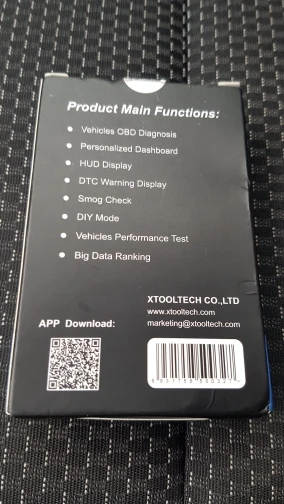 Product Main Functions:
Vehicles OBD Diagnosis
Personalized Dashboard
HUD Display
DTC Warning Display
Smog Check
DIY Mode
Vehicles Performance Test
Big Data Ranking
XTOOLTECH CO.,LTD
www.xtooltech.com
marketing@xtooltech.com
APP Download: